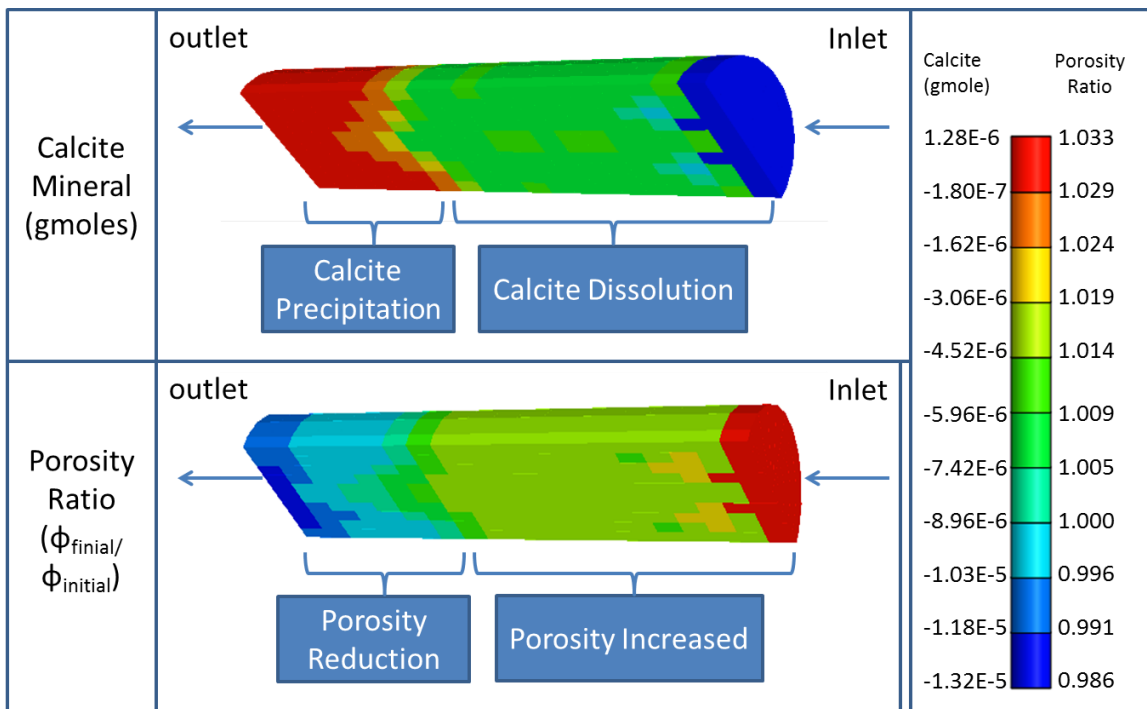 outlet
Inlet
Calcite
Mineral
(gmoles)
Calcite
Precipitation
Calcite Dissolution
outlet
Inlet
Porosity
Ratio
(ϕfinial/
ϕinitial)
Porosity
Reduction
Porosity Increased
Calcite
(gmole)
Porosity
Ratio
1.28E-6 1.033
-1.80E-7 1.029
-1.62E-6 1.024
-3.06E-6 1.019
-4.52E-6 1.014
-5.96E-6 1.009
-7.42E-6 1.005
-8.96E-6 1.000
-1.03E-5 0.996
-1.18E-5 0.991
-1.32E-5 0.986